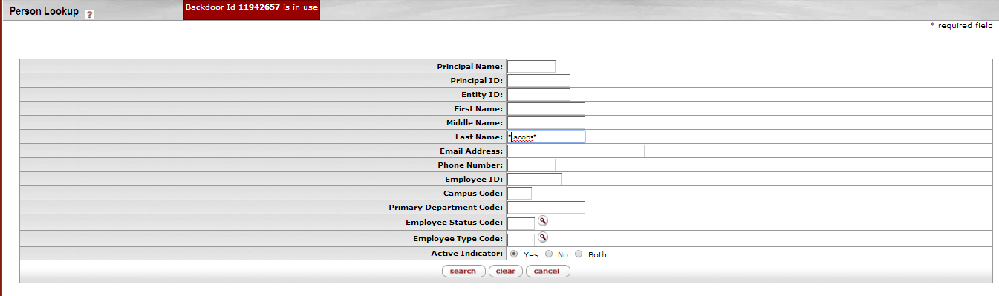 Person Lookup ?
Backdoor Id 11942657 is in use
* required field
Principal Name:
Principal ID:
Entity ID:
First Name:
Middle Name:
Last Name: *jacobs*
Email Address:
Phone Number:
Employee ID:
Campus Code:
Primary Department Code:
Employee Status Code:
Employee Type Code:
Active Indicator: Yes No Both
search clear cancel